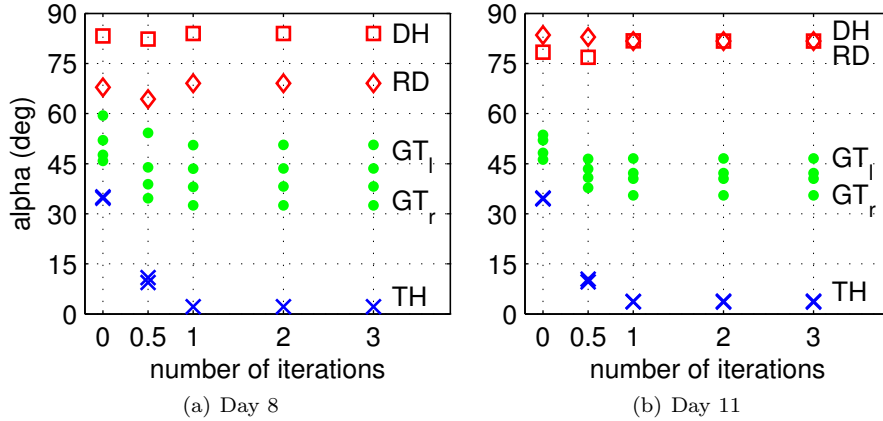 alpha (deg)
90
75
60
45
30
15
0
DH
RD
GT_l
GT_r
TH
0 0.5 1 2 3
number of iterations
(a) Day 8
90
75
60
45
30
15
0
DH
RD
GT_l
GT_r
TH
0 0.5 1 2 3
number of iterations
(b) Day 11